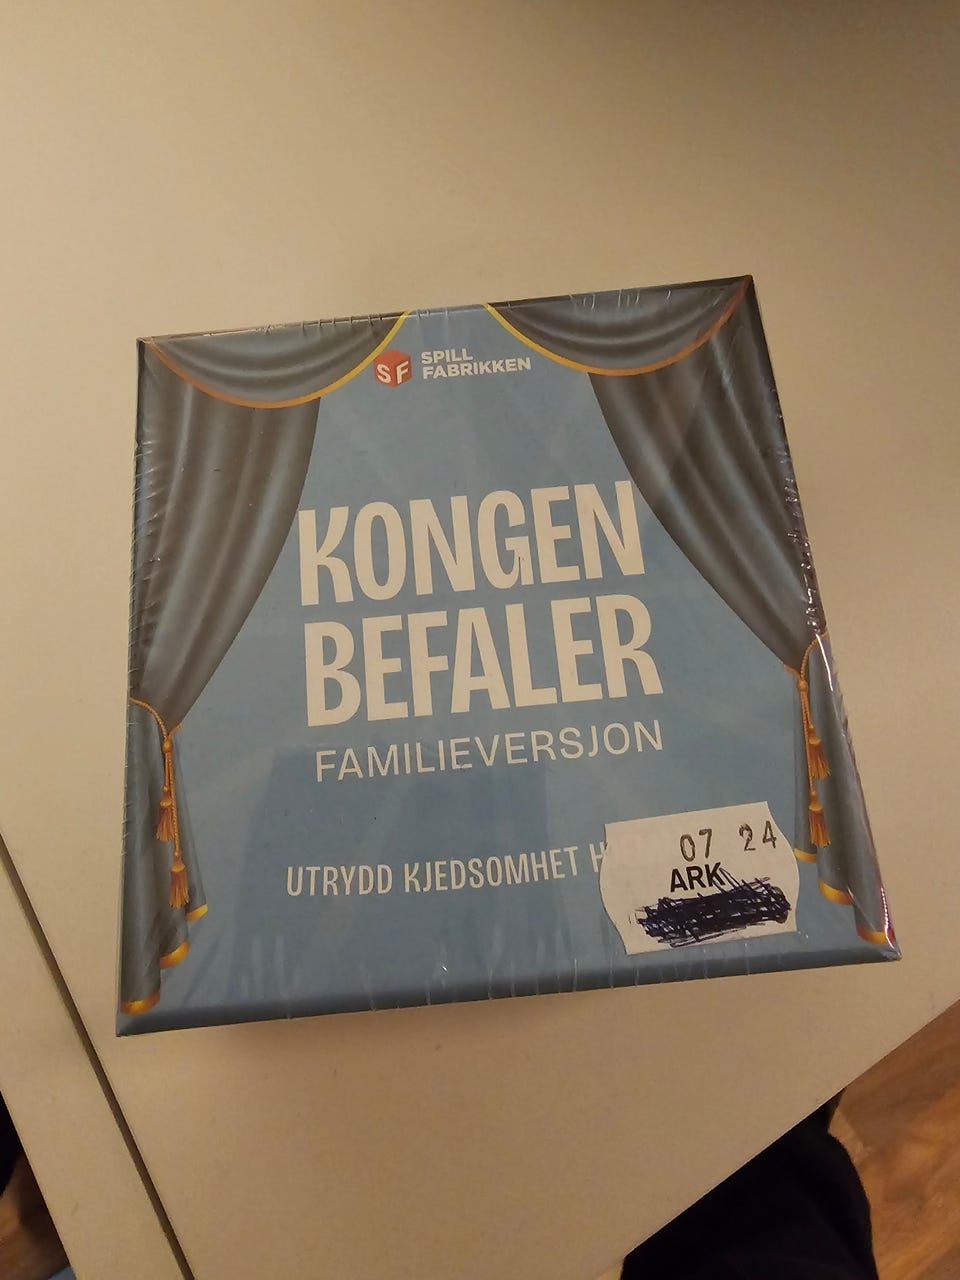 SF
SPILL
FABRIKKEN
KONGEN
BEFALER
FAMILIEVERSJON
UTRYDD KJEDSOMHET
07 24
ARK